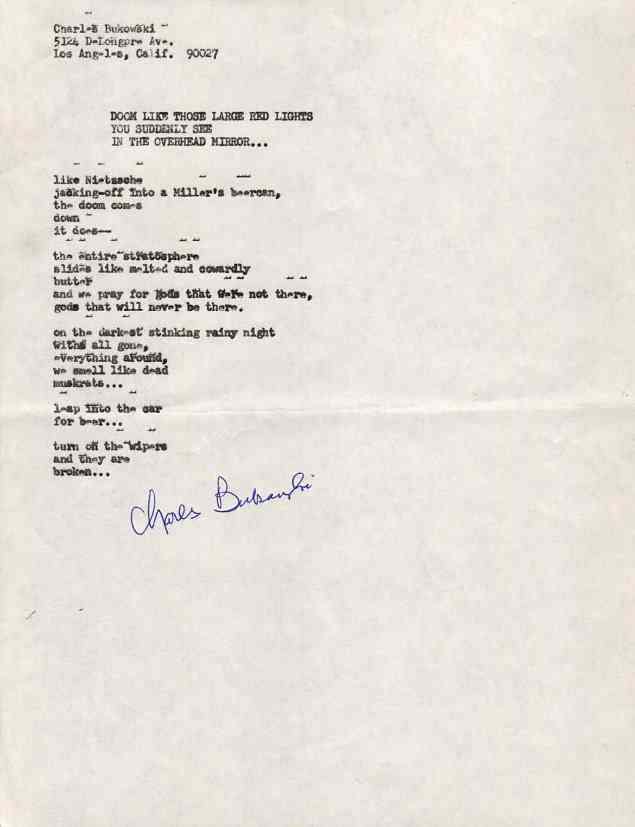 Charles Bukowski
5124 DeLongpre Ave.
Los Angeles, Calif. 90027
DOOM LIKE THOSE LARGE RED LIGHTS
YOU SUDDENLY SEE
IN THE OVERHEAD MIRROR...
like Nietzsche
jacking-off into a Miller's beercan,
the doom comes
down
it does--
the entire stratosphere
slides like melted and cowardly
butter
and we pray for Gods that were not there,
gods that will never be there.
on the darkest stinking rainy night
with all gone,
everything around,
we smell like dead
muskrats...
leap into the car
for beer...
turn on the wipers
and they are
broken...
Charles Bukowski